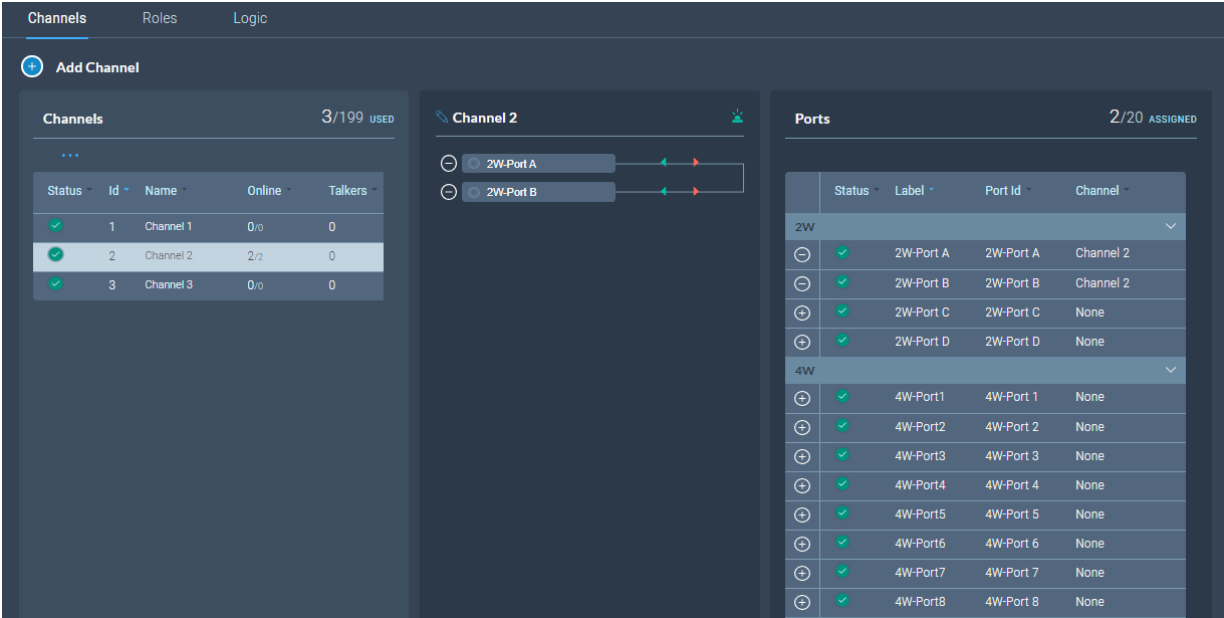 Channels Roles Logic
Add Channel
Channels 3/199 USED
...
Status Id Name Online Talkers
1 Channel 1 0/0 0
2 Channel 2 2/2 0
3 Channel 3 0/0 0
Channel 2
2W-Port A
2W-Port B
Ports 2/20 ASSIGNED
Status Label Port Id Channel
2W
2W-Port A 2W-Port A Channel 2
2W-Port B 2W-Port B Channel 2
2W-Port C 2W-Port C None
2W-Port D 2W-Port D None
4W
4W-Port1 4W-Port 1 None
4W-Port2 4W-Port 2 None
4W-Port3 4W-Port 3 None
4W-Port4 4W-Port 4 None
4W-Port5 4W-Port 5 None
4W-Port6 4W-Port 6 None
4W-Port7 4W-Port 7 None
4W-Port8 4W-Port 8 None